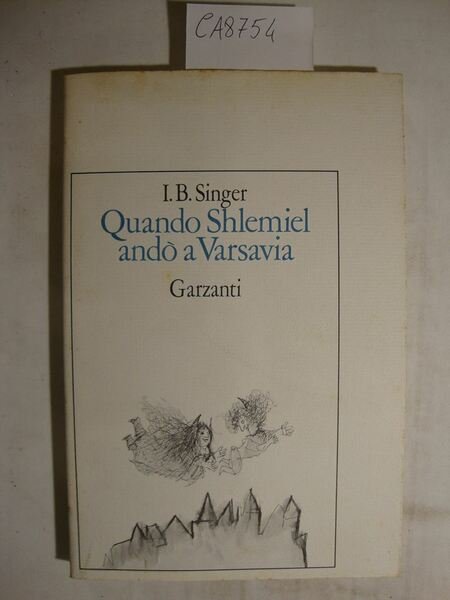 CA8754
I. B. Singer
Quando Shlemiel
andò a Varsavia
Garzanti